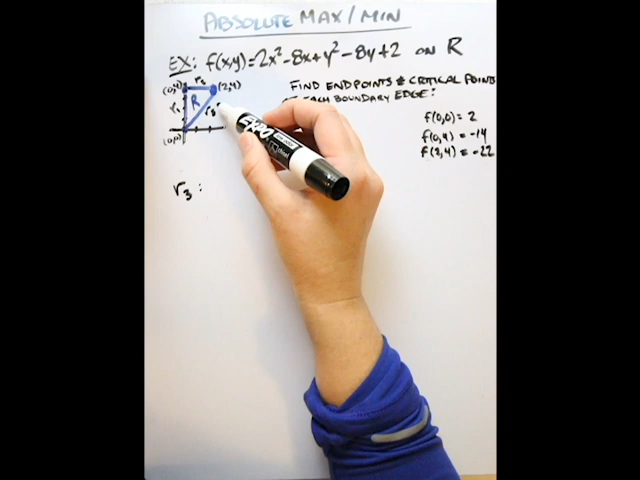 ABSOLUTE MAX/MIN
EX: f(x,y)=2x²-8x+y²-8y+2 ON R
(0,4) r₂ (2,4)
r₁ R r₃
(0,0)
FIND ENDPOINTS & CRITICAL POINTS
EACH BOUNDARY EDGE:
f(0,0)= 2
f(0,4) = -14
f(2,4) = -22
r₃ :
EXPO